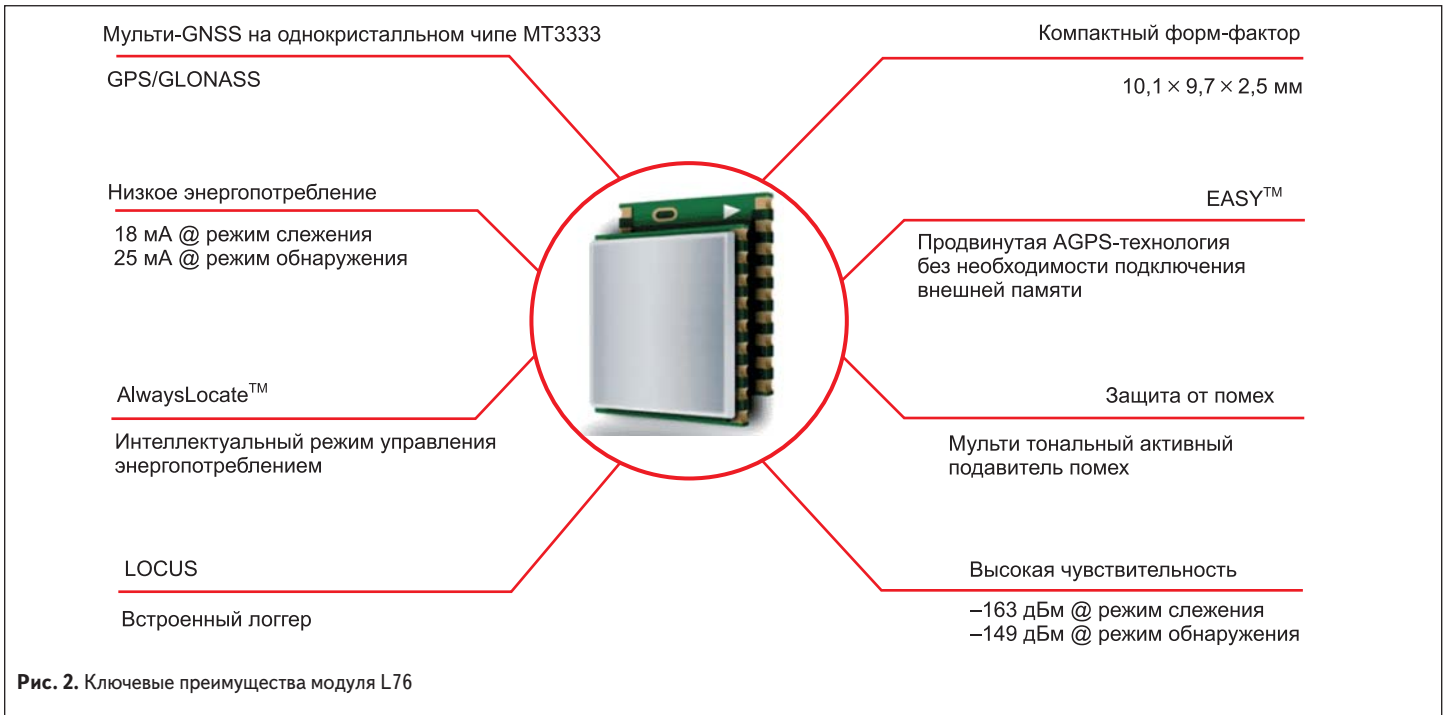 Мульти-GNSS на однокристалльном чипе МТ3333
GPS/GLONASS
Низкое энергопотребление
18 мА @ режим слежения
25 мА @ режим обнаружения
AlwaysLocate™
Интеллектуальный режим управления
энергопотреблением
LOCUS
Встроенный логгер
Компактный форм-фактор
10,1 × 9,7 × 2,5 мм
EASY™
Продвинутая AGPS-технология
без необходимости подключения
внешней памяти
Защита от помех
Мульти тональный активный
подавитель помех
Высокая чувствительность
–163 дБм @ режим слежения
–149 дБм @ режим обнаружения
Рис. 2. Ключевые преимущества модуля L76